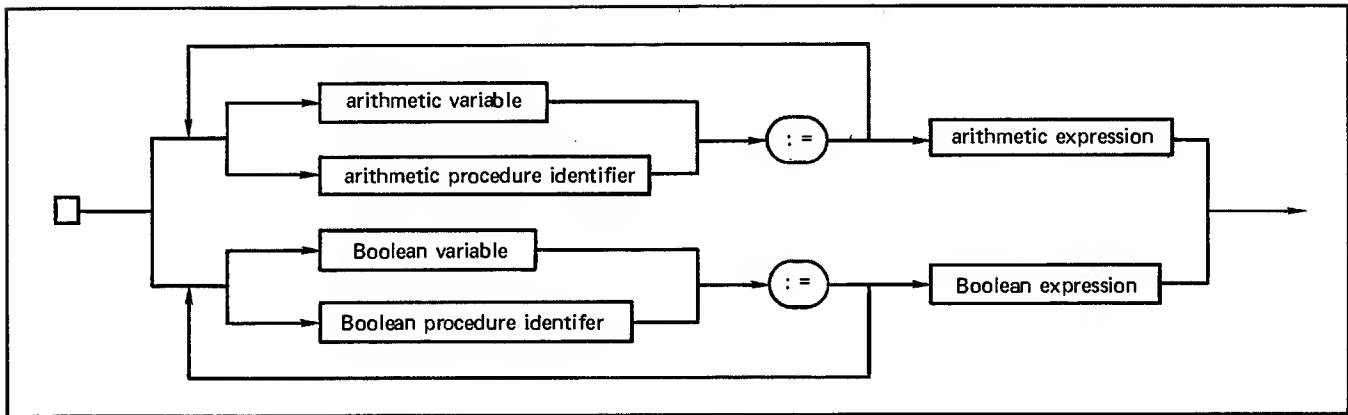 arithmetic variable
: =
arithmetic expression
arithmetic procedure identifier
Boolean variable
: =
Boolean expression
Boolean procedure identifer